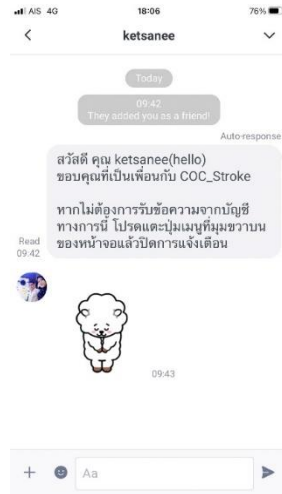 AIS 4G 18:06 76%
ketsanee
Today
09:42
They added you as a friend!
Auto-response
สวัสดี คุณ ketsanee(hello)
ขอบคุณที่เป็นเพื่อนกับ COC_Stroke
หากไม่ต้องการรับข้อความจากบัญชี
ทางการนี้ โปรดแตะปุ่มเมนูที่มุมขวาบน
ของหน้าจอแล้วปิดการแจ้งเตือน
Read
09:42
09:43
Aa